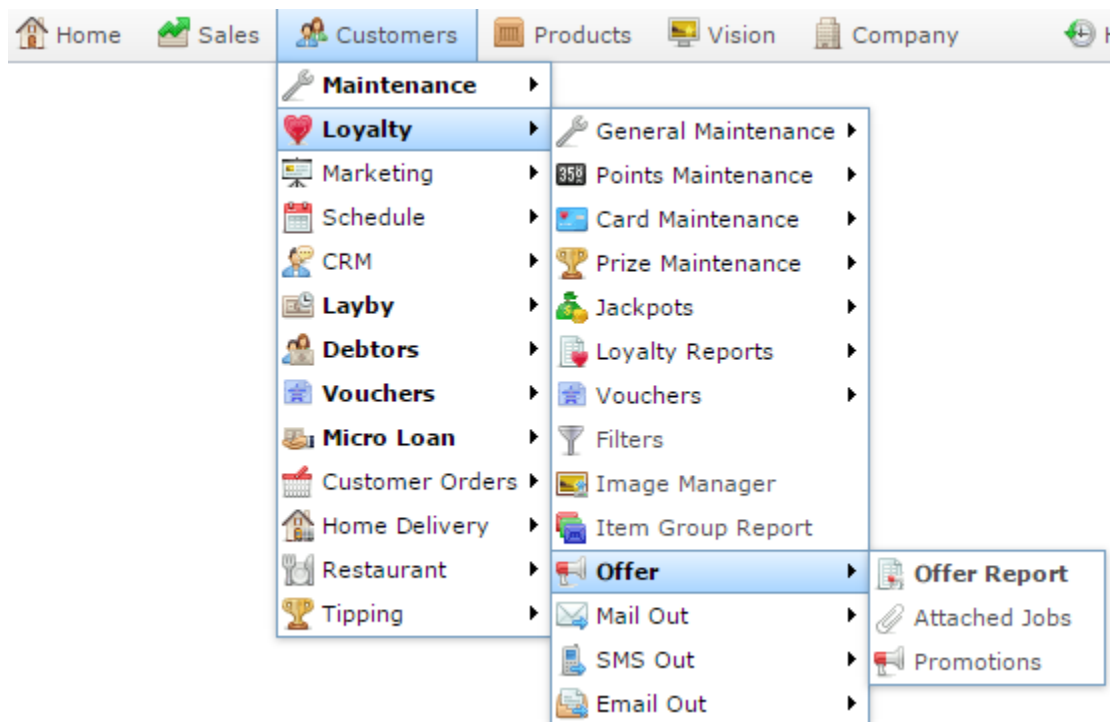 Home Sales Customers Products Vision Company
Maintenance
Loyalty
Marketing
Schedule
CRM
Layby
Debtors
Vouchers
Micro Loan
Customer Orders
Home Delivery
Restaurant
Tipping
General Maintenance
Points Maintenance
Card Maintenance
Prize Maintenance
Jackpots
Loyalty Reports
Vouchers
Filters
Image Manager
Item Group Report
Offer
Mail Out
SMS Out
Email Out
Offer Report
Attached Jobs
Promotions